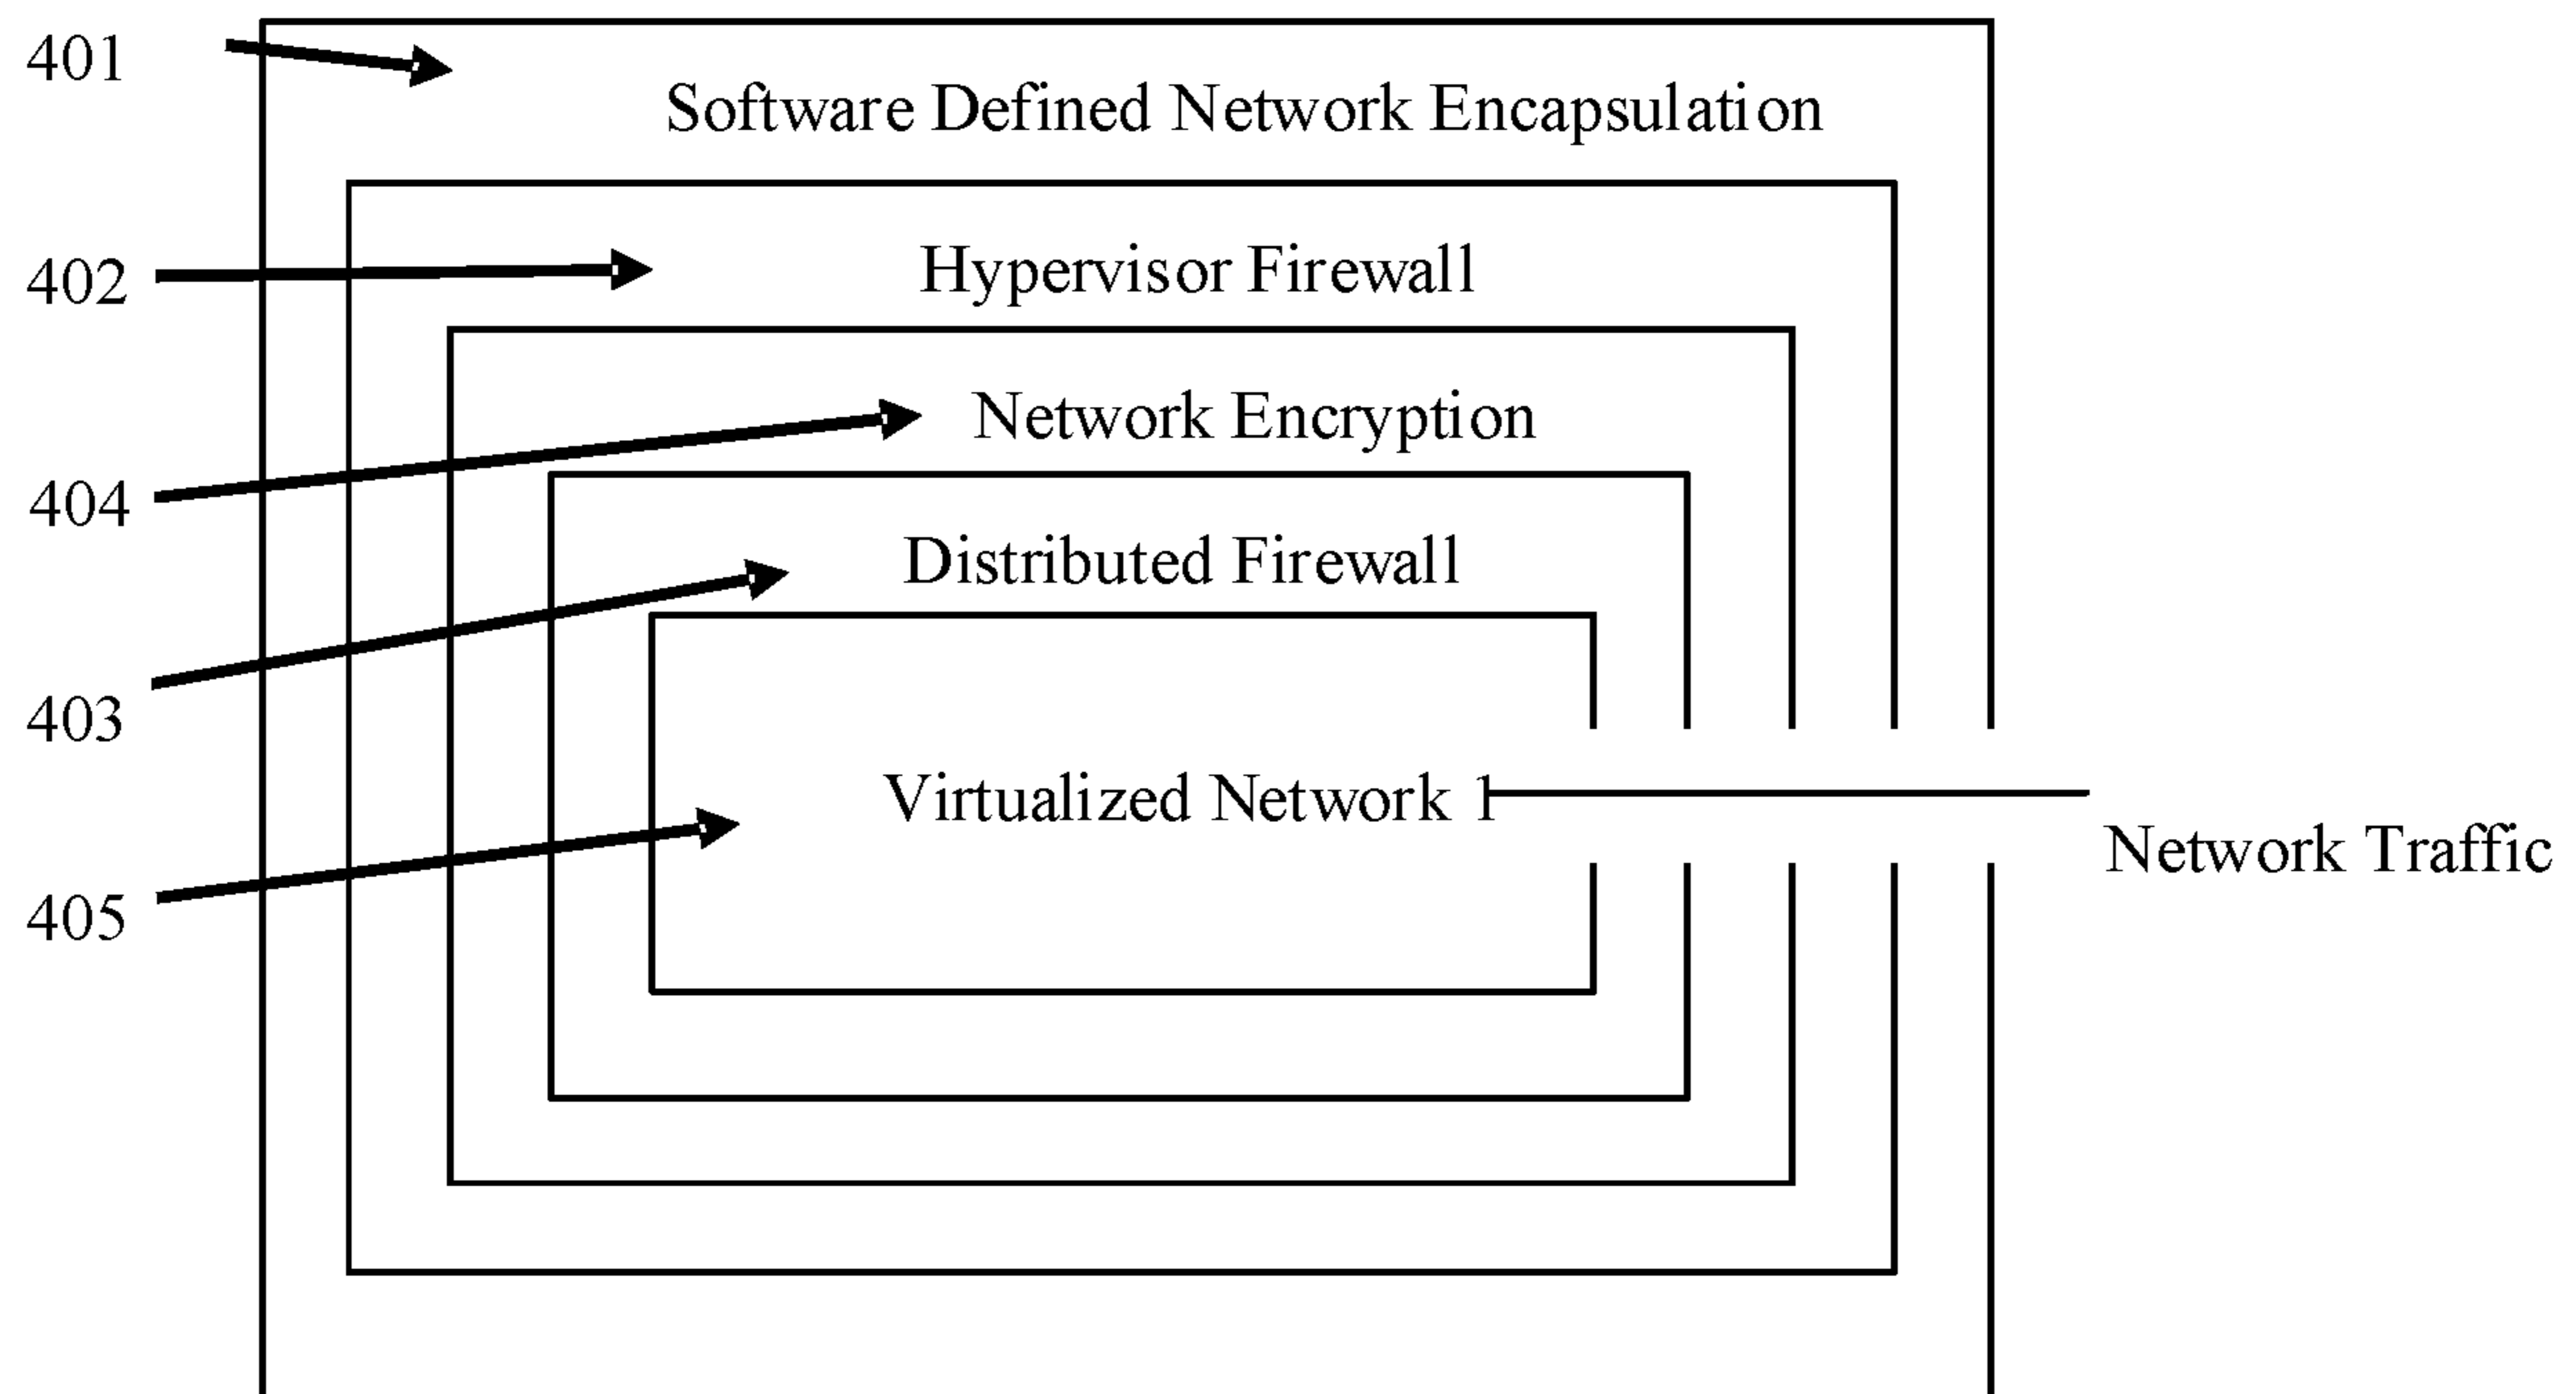 401
Software Defined Network Encapsulation
402
Hypervisor Firewall
404
Network Encryption
403
Distributed Firewall
405
Virtualized Network 1
Network Traffic